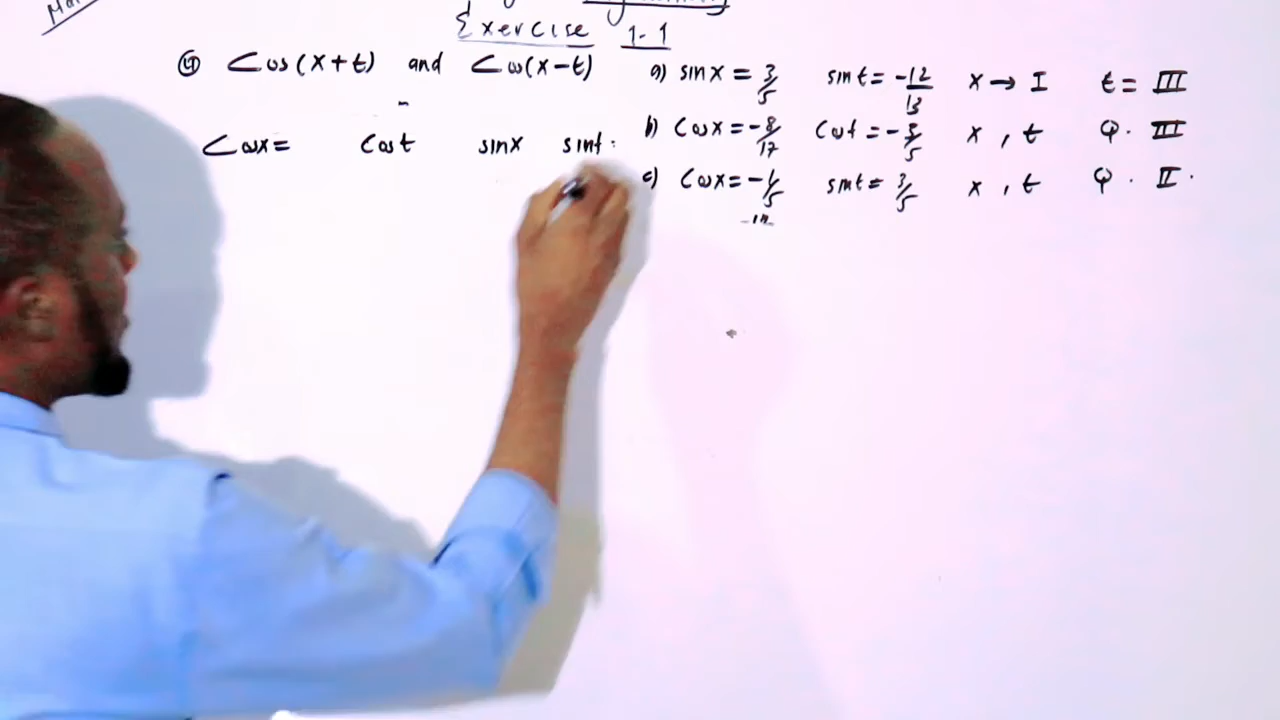 Exercise 1-1
④ Cos(x+t) and Cos(x-t)
Cosx= Cost sinx sint=
a) sinx = 3/5 sint = -12/13 x → I t = III
b) Cosx = -8/17 Cost = -3/5 x , t Q. III
c) Cosx = -1/5 sint = 3/5 x , t Q. II.